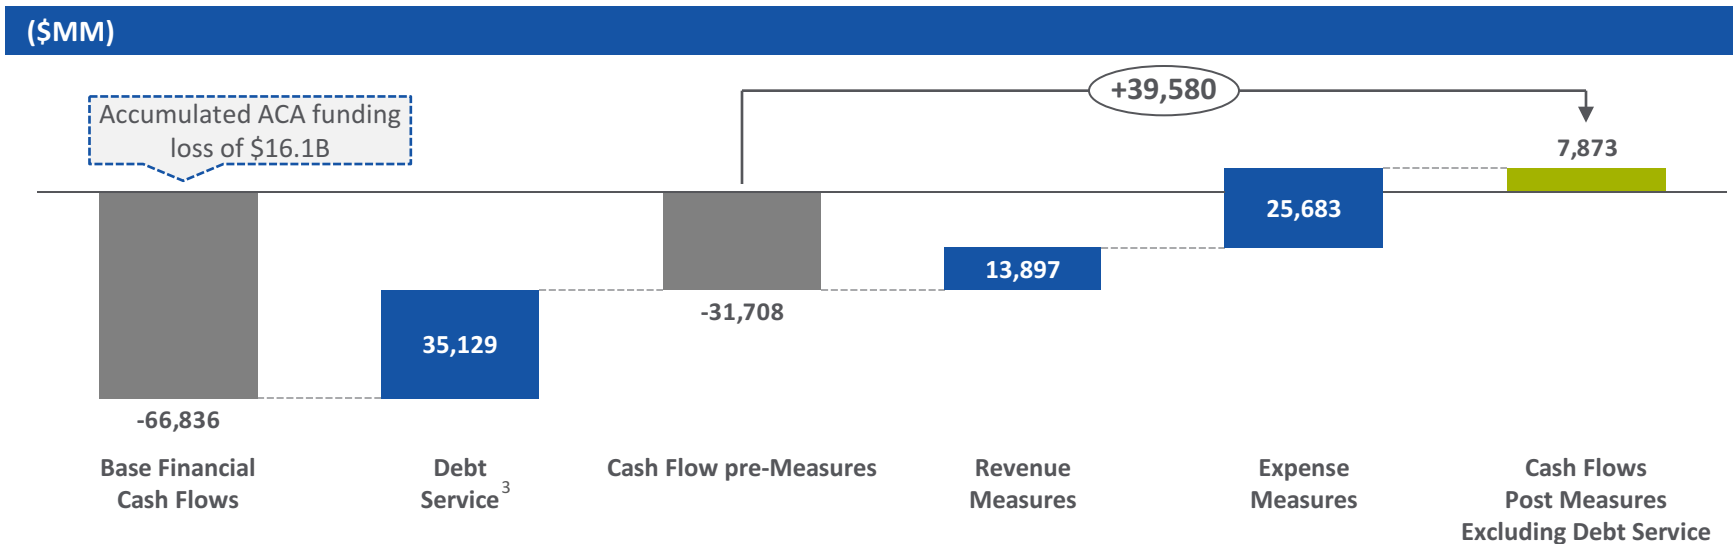 ($MM)
Accumulated ACA funding
loss of $16.1B
+39,580
7,873
25,683
13,897
-31,708
35,129
-66,836
Base Financial
Cash Flows
Debt
Service3
Cash Flow pre-Measures
Revenue
Measures
Expense
Measures
Cash Flows
Post Measures
Excluding Debt Service